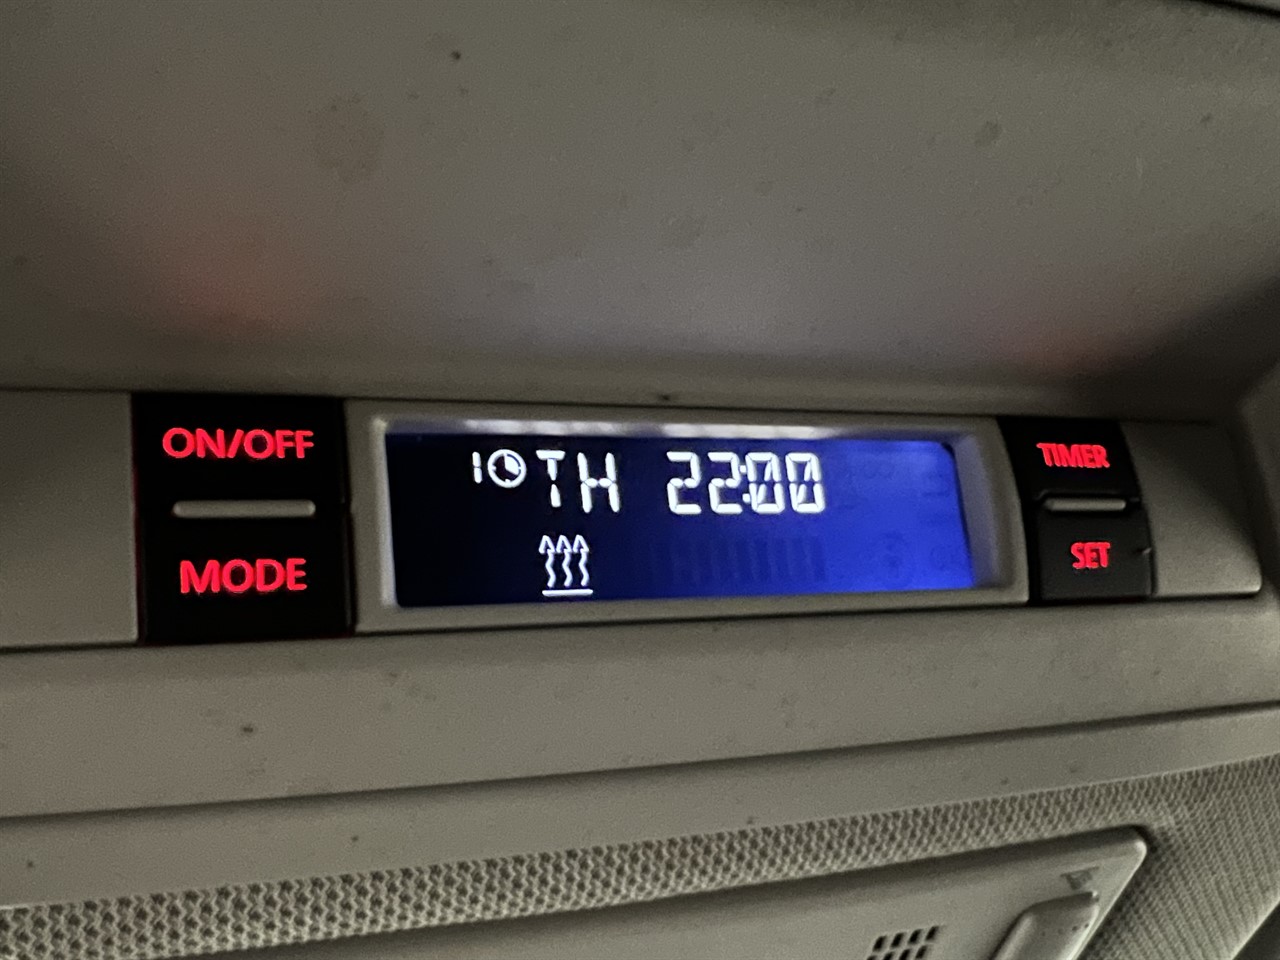 ON/OFF
MODE
1 TH 22:00
TIMER
SET